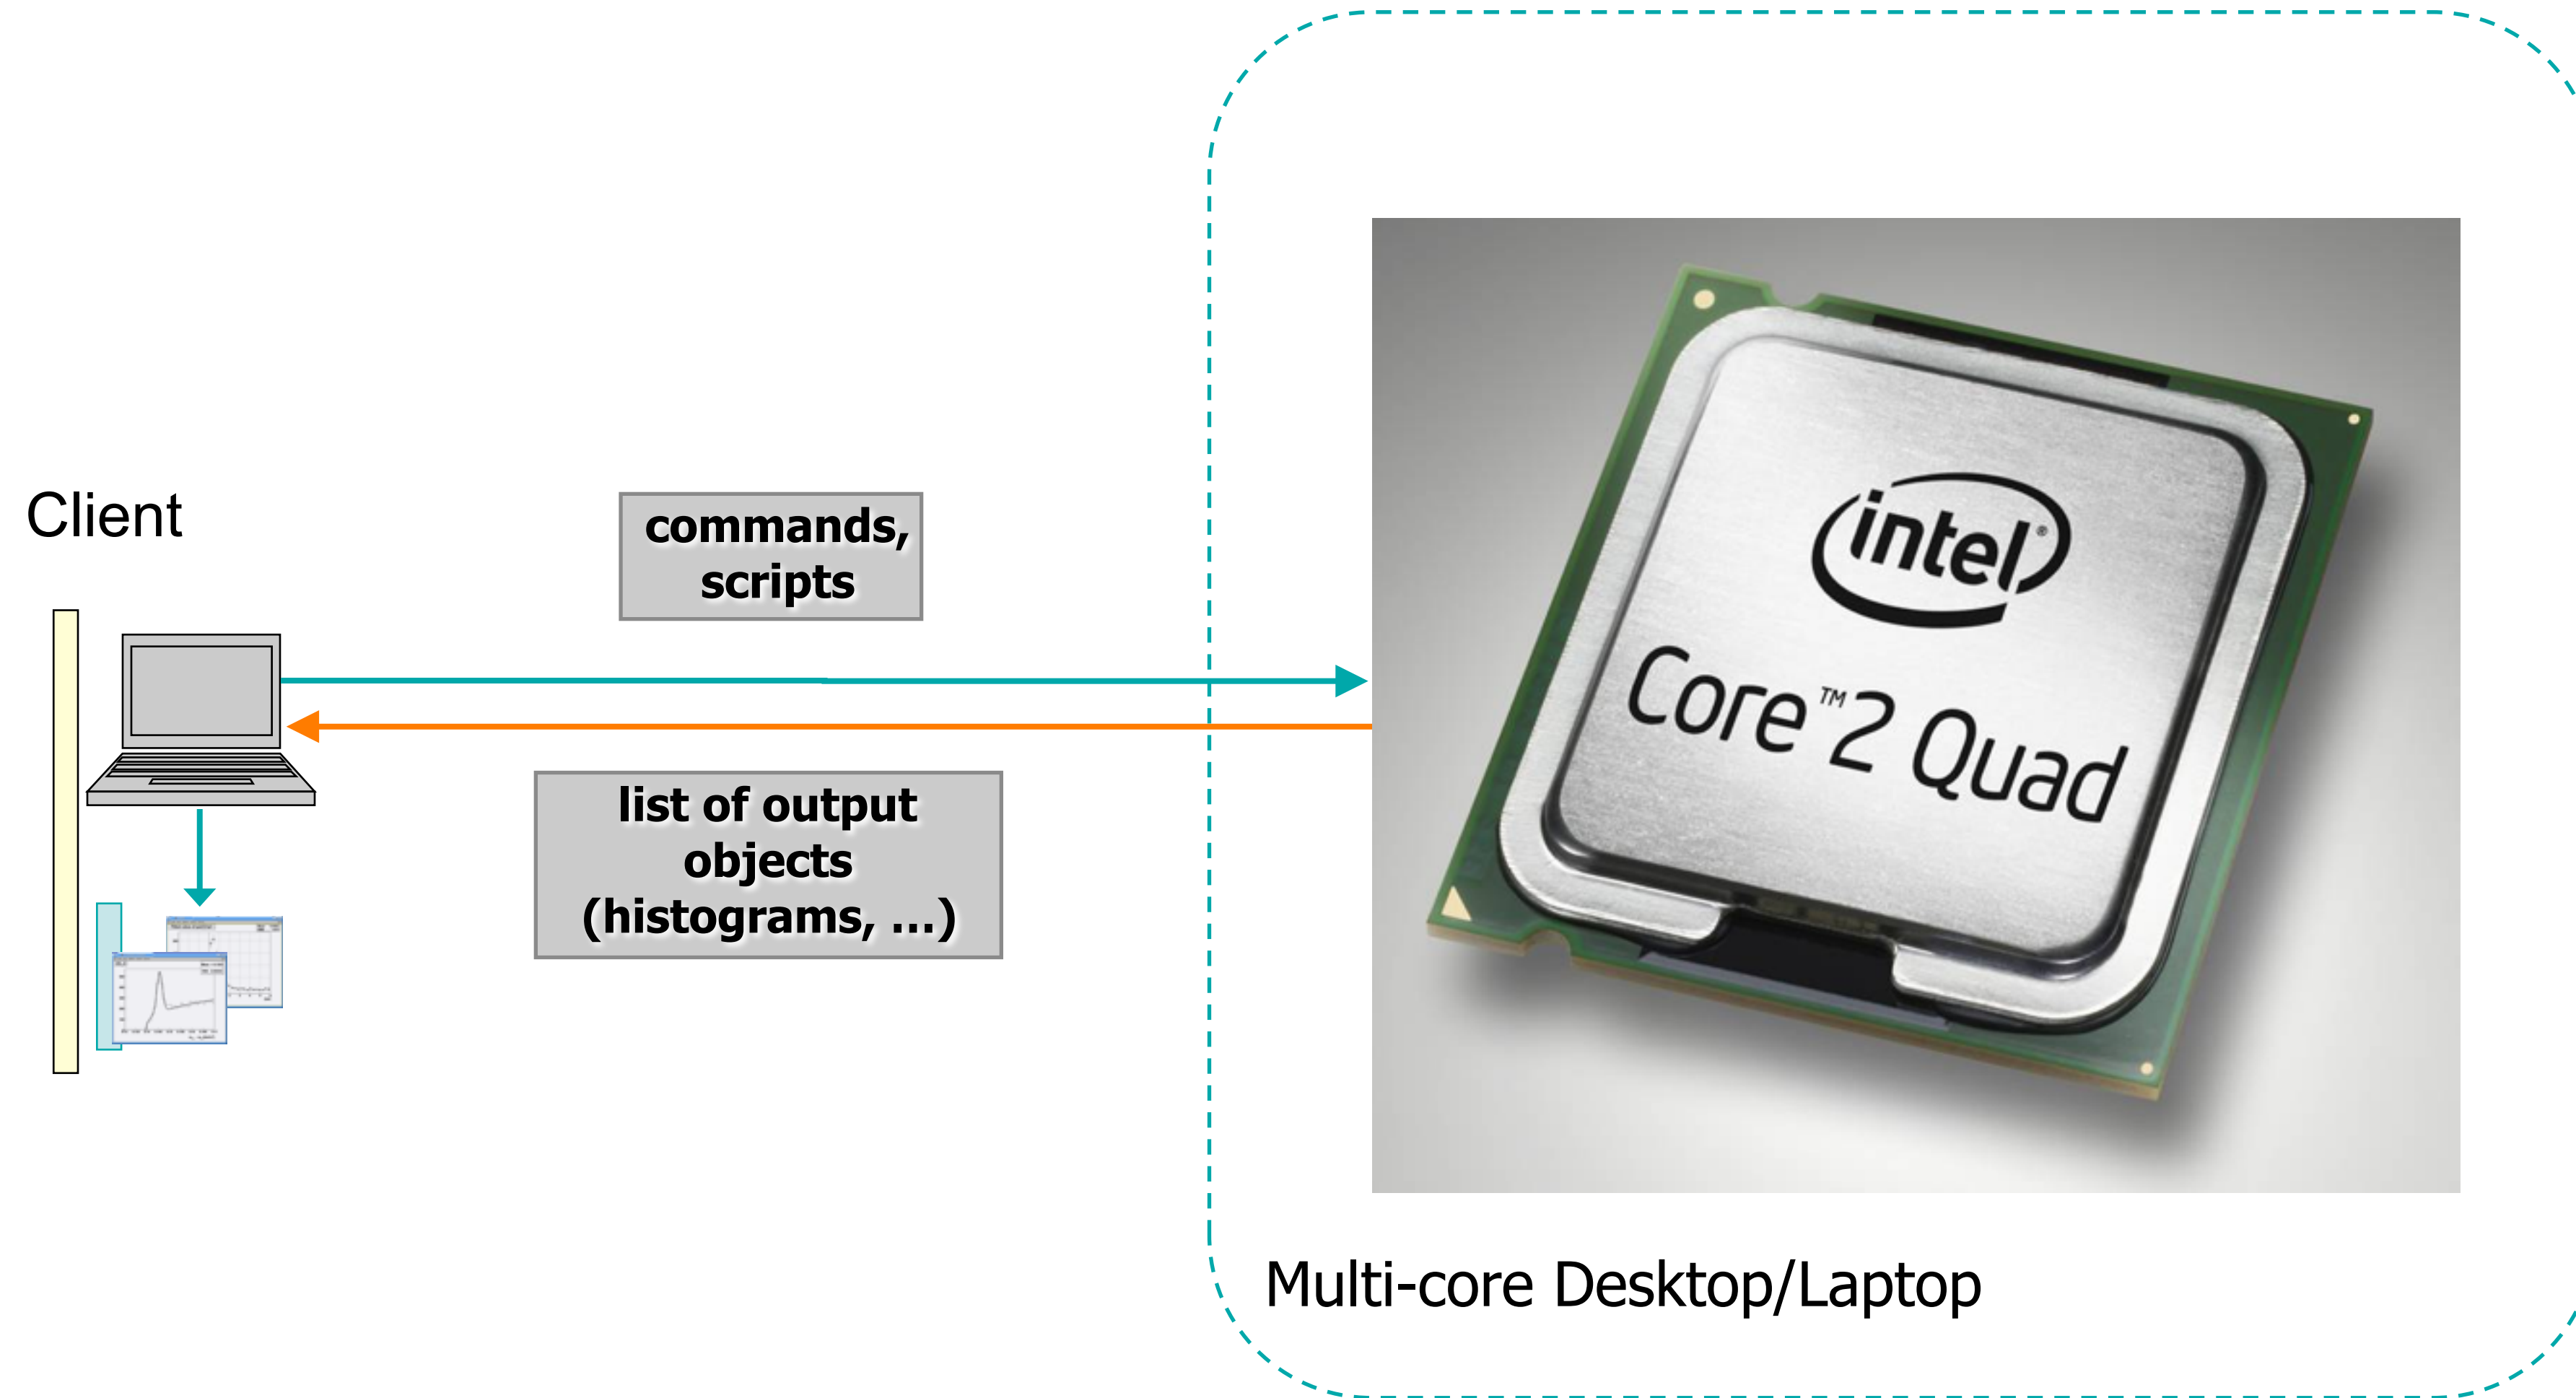 Client
commands,
scripts
list of output
objects
(histograms, ...)
intel®
Core™2 Quad
Multi-core Desktop/Laptop